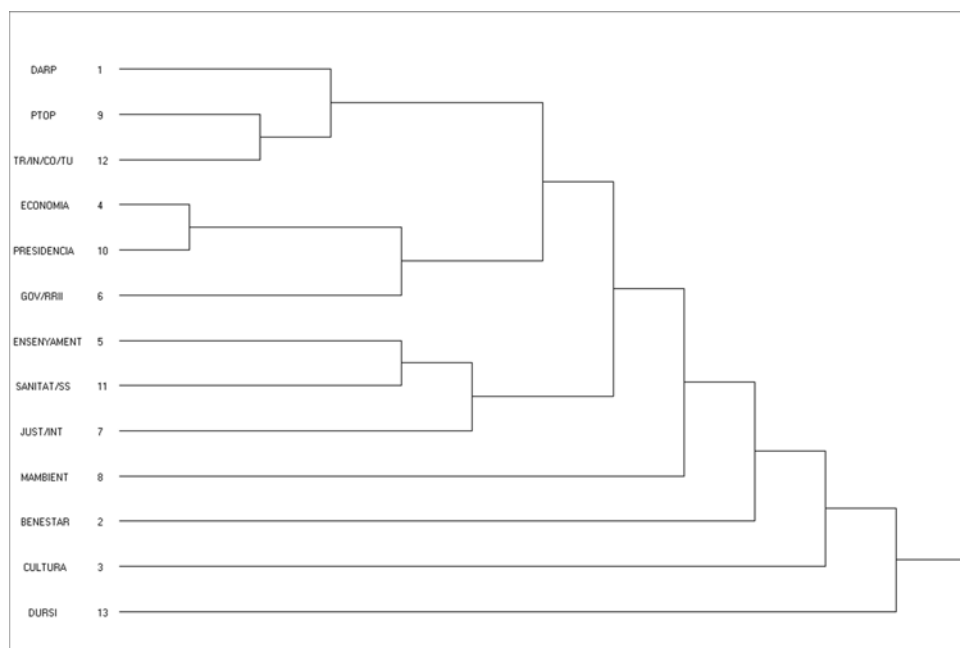 DARP 1
PTOP 9
TR/IN/CO/TU 12
ECONOMIA 4
PRESIDENCIA 10
GOV/RRII 6
ENSENYAMENT 5
SANITAT/SS 11
JUST/INT 7
MAMBIENT 8
BENESTAR 2
CULTURA 3
DURSI 13